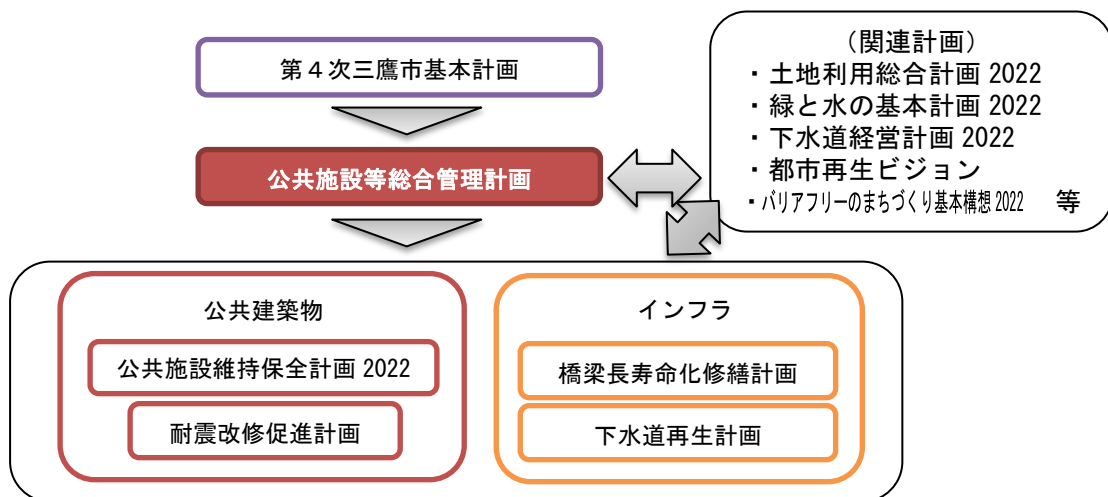 第４次三鷹市基本計画
公共施設等総合管理計画
（関連計画）
・土地利用総合計画 2022
・緑と水の基本計画 2022
・下水道経営計画 2022
・都市再生ビジョン
・バリアフリーのまちづくり基本構想 2022　等
公共建築物
公共施設維持保全計画 2022
耐震改修促進計画
インフラ
橋梁長寿命化修繕計画
下水道再生計画